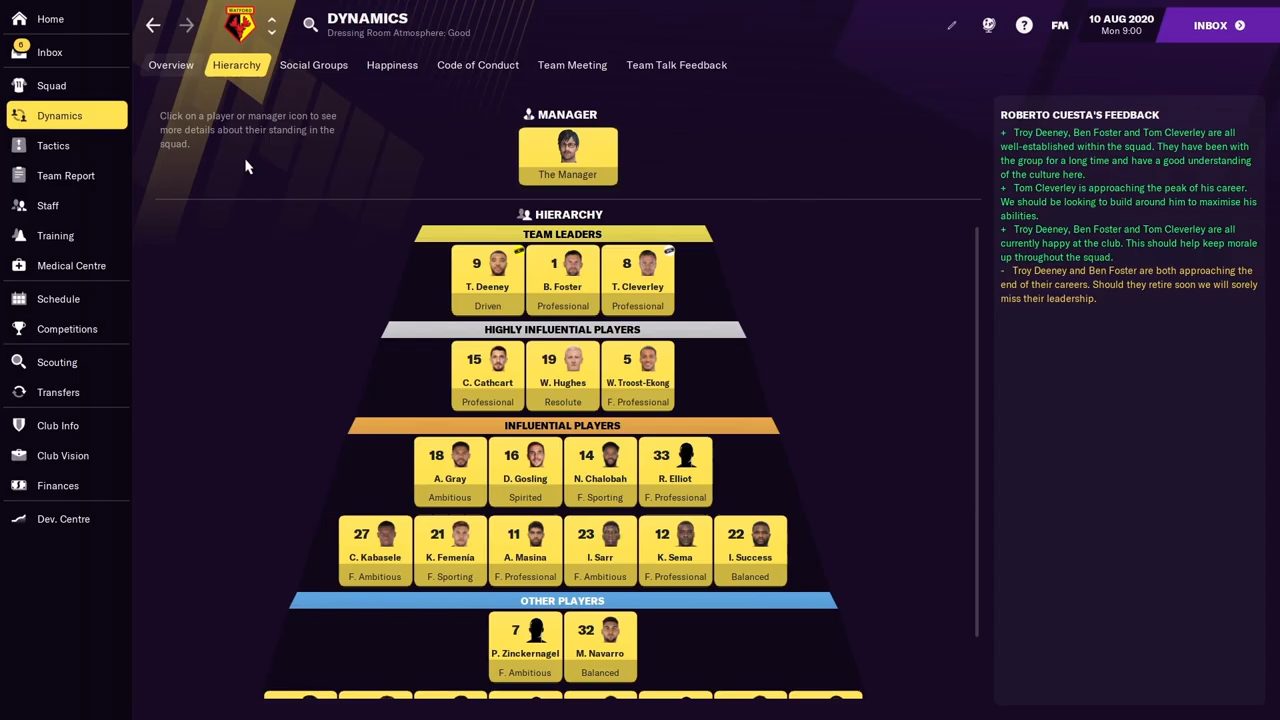 Home
6
Inbox
Squad
Dynamics
Tactics
Team Report
Staff
Training
Medical Centre
Schedule
Competitions
Scouting
Transfers
Club Info
Club Vision
Finances
Dev. Centre
WATFORD
DYNAMICS
Dressing Room Atmosphere: Good
?
FM
10 AUG 2020
Mon 9:00
INBOX
Overview
Hierarchy
Social Groups
Happiness
Code of Conduct
Team Meeting
Team Talk Feedback
Click on a player or manager icon to see
more details about their standing in the
squad.
MANAGER
The Manager
HIERARCHY
TEAM LEADERS
9 1 8
T. Deeney B. Foster T. Cleverley
Driven Professional Professional
HIGHLY INFLUENTIAL PLAYERS
15 19 5
C. Cathcart W. Hughes W. Troost-Ekong
Professional Resolute F. Professional
INFLUENTIAL PLAYERS
18 16 14 33
A. Gray D. Gosling N. Chalobah R. Elliot
Ambitious Spirited F. Sporting F. Professional
27 21 11 23 12 22
C. Kabasele K. Femenía A. Masina I. Sarr K. Sema I. Success
F. Ambitious F. Sporting F. Professional F. Ambitious F. Professional Balanced
OTHER PLAYERS
7 32
P. Zinckernagel M. Navarro
F. Ambitious Balanced
ROBERTO CUESTA'S FEEDBACK
+ Troy Deeney, Ben Foster and Tom Cleverley are all
well-established within the squad. They have been with
the group for a long time and have a good understanding
of the culture here.
+ Tom Cleverley is approaching the peak of his career.
We should be looking to build around him to maximise his
abilities.
+ Troy Deeney, Ben Foster and Tom Cleverley are all
currently happy at the club. This should help keep morale
up throughout the squad.
- Troy Deeney and Ben Foster are both approaching the
end of their careers. Should they retire soon we will sorely
miss their leadership.